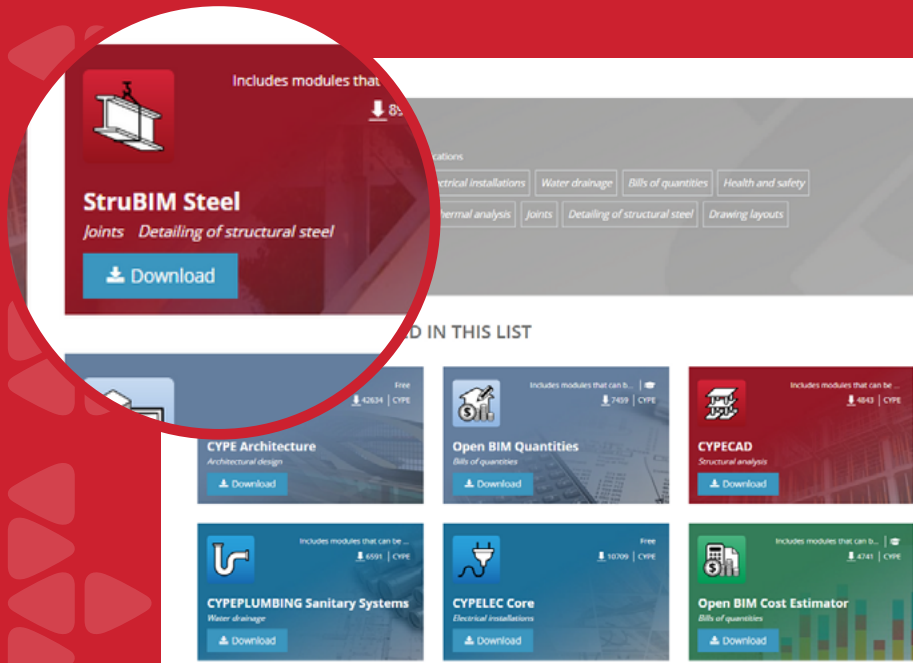 Includes modules that
StruBIM Steel
Joints Detailing of structural steel
Download
Installations Water drainage Bills of quantities Health and safety
analysis Joints Detailing of structural steel Drawing layouts
IN THIS LIST
Free
42634 | CYPE
CYPE Architecture
Architectural design
Download
Includes modules that can b... |
7459 | CYPE
Open BIM Quantities
Bills of quantities
Download
Includes modules that can be ...
4843 | CYPE
CYPECAD
Structural analysis
Download
Includes modules that can be ...
6591 | CYPE
CYPEPLUMBING Sanitary Systems
Water drainage
Download
Free
10709 | CYPE
CYPELEC Core
Electrical installations
Download
Includes modules that can b... |
4741 | CYPE
Open BIM Cost Estimator
Bills of quantities
Download